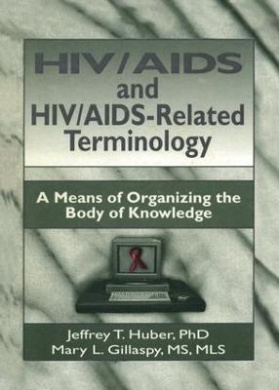 HIV/AIDS
and
HIV/AIDS-Related
Terminology
A Means of Organizing the
Body of Knowledge
Jeffrey T. Huber, PhD
Mary L. Gillaspy, MS, MLS